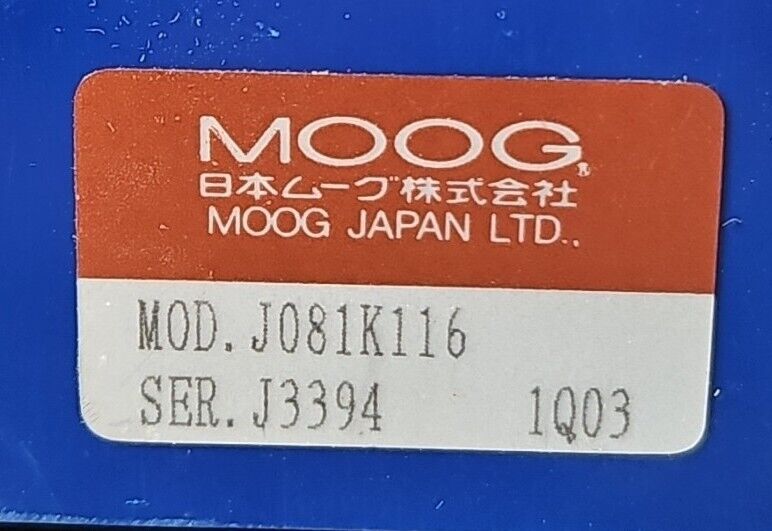 MOOG®
日本ムーグ株式会社
MOOG JAPAN LTD.,
MOD. J081K116
SER. J3394 1Q03